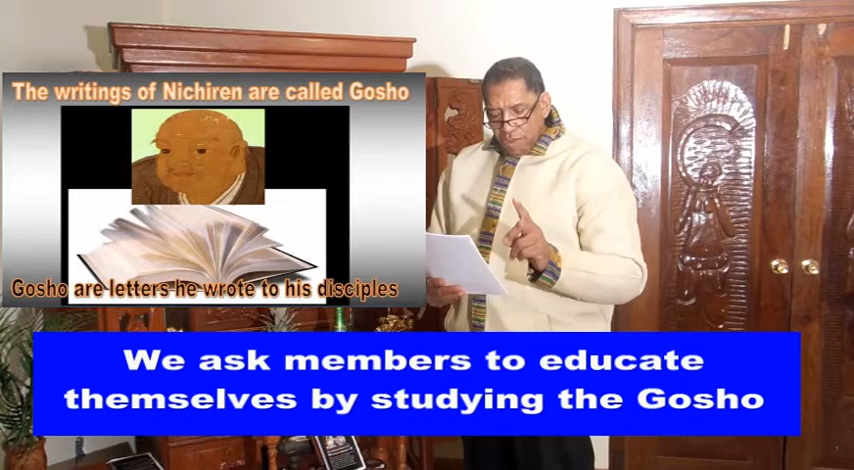 The writings of Nichiren are called Gosho
Gosho are letters he wrote to his disciples
We ask members to educate
themselves by studying the Gosho